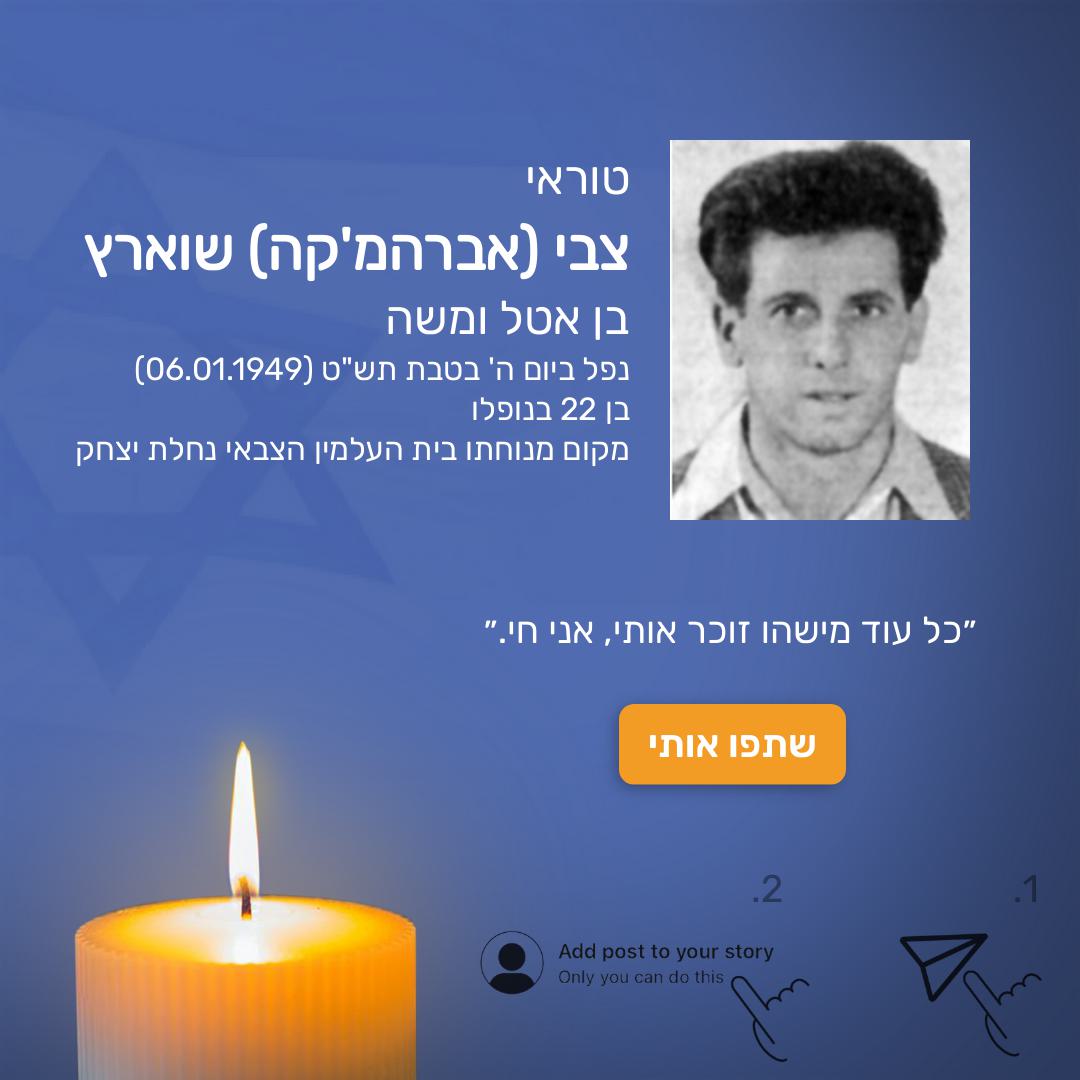 טוראי
צבי (אברהמ'קה) שוארץ
בן אטל ומשה
נפל ביום ה' בטבת תש"ט (06.01.1949)
בן 22 בנופלו
מקום מנוחתו בית העלמין הצבאי נחלת יצחק
״כל עוד מישהו זוכר אותי, אני חי.״
שתפו אותי
.1
.2
Add post to your story
Only you can do this